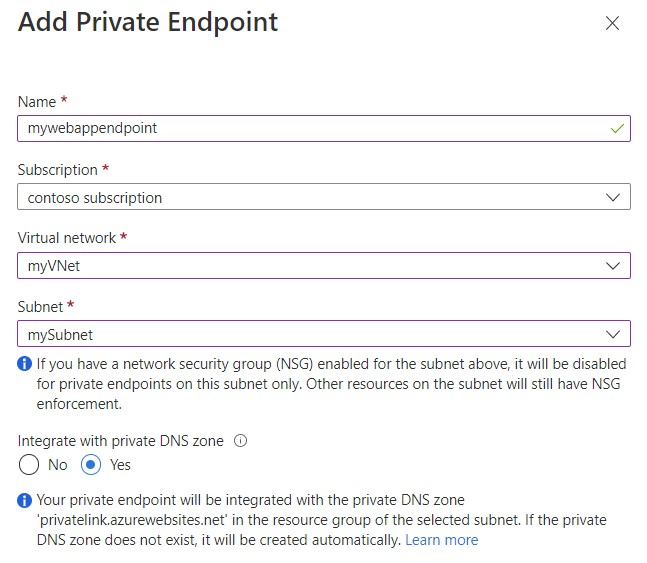 Add Private Endpoint
Name *
mywebappendpoint
Subscription *
contoso subscription
Virtual network *
myVNet
Subnet *
mySubnet
If you have a network security group (NSG) enabled for the subnet above, it will be disabled
for private endpoints on this subnet only. Other resources on the subnet will still have NSG
enforcement.
Integrate with private DNS zone
No Yes
Your private endpoint will be integrated with the private DNS zone
'privatelink.azurewebsites.net' in the resource group of the selected subnet. If the private
DNS zone does not exist, it will be created automatically. Learn more